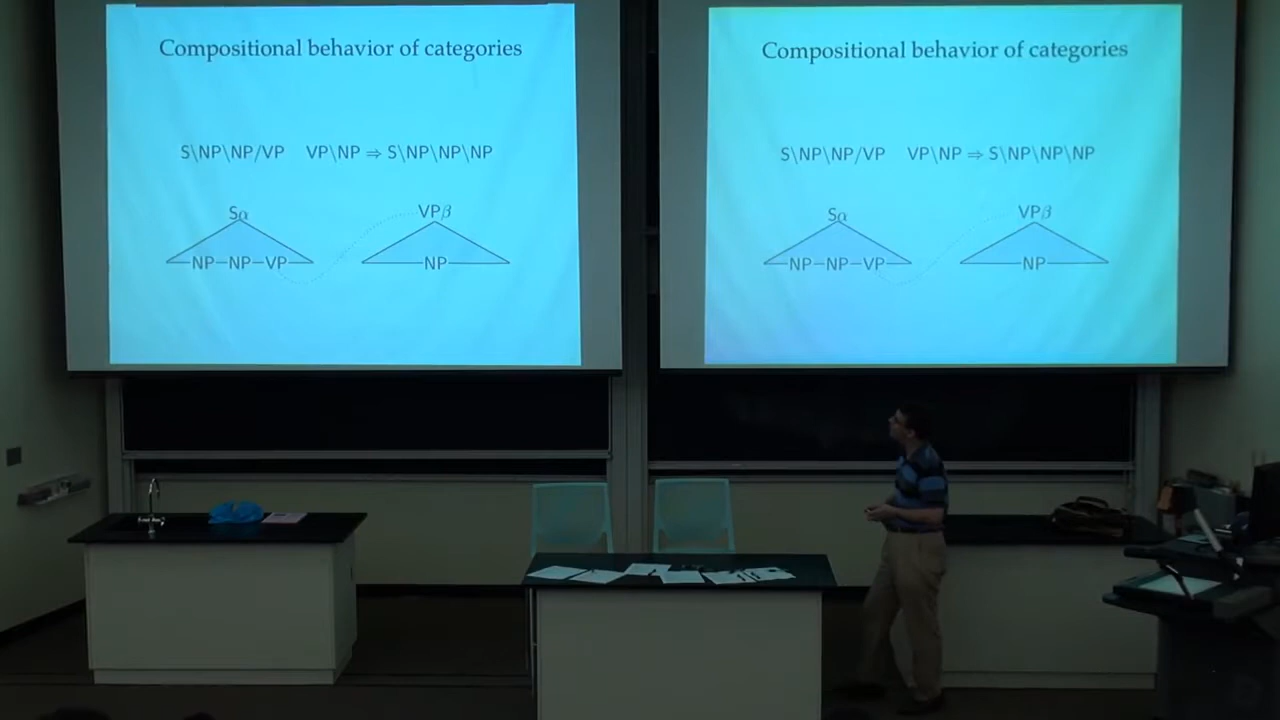 Compositional behavior of categories
S\NP\NP/VP VP\NP ⇒ S\NP\NP\NP
Sα VPβ
NP NP VP NP
Compositional behavior of categories
S\NP\NP/VP VP\NP ⇒ S\NP\NP\NP
Sα VPβ
NP NP VP NP